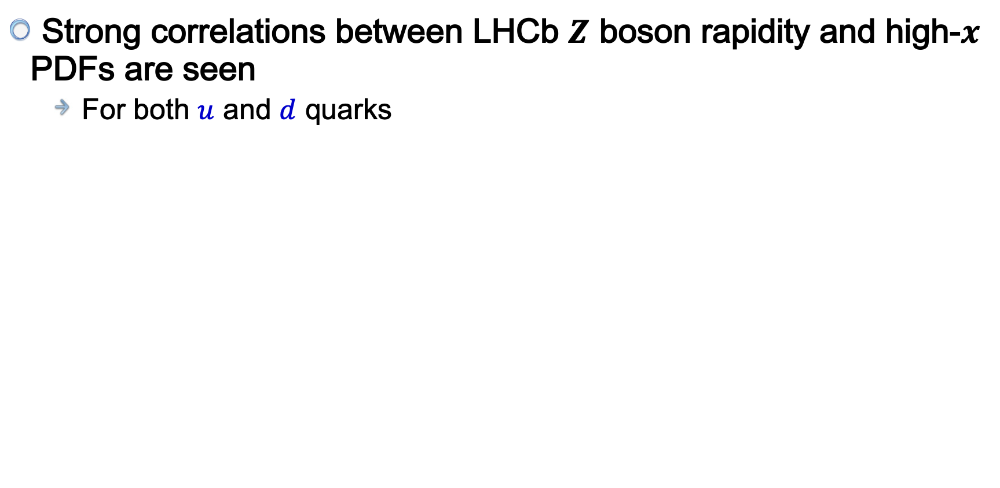 Strong correlations between LHCb Z boson rapidity and high-x
PDFs are seen
For both u and d quarks